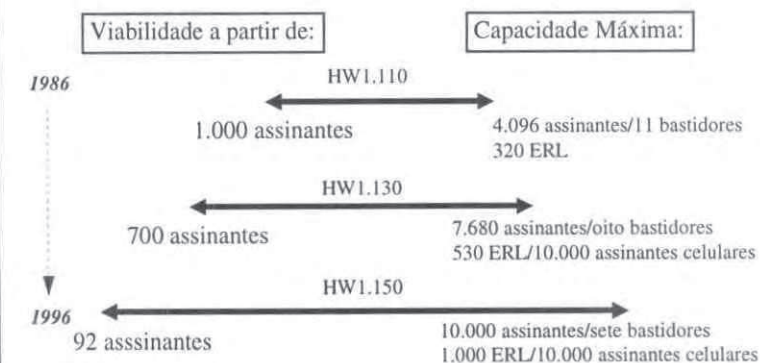 Viabilidade a partir de:
Capacidade Máxima:
1986
HW1.110
1.000 assinantes
4.096 assinantes/11 bastidores
320 ERL
HW1.130
700 assinantes
7.680 assinantes/oito bastidores
530 ERL/10.000 assinantes celulares
HW1.150
1996
92 asssinantes
10.000 assinantes/sete bastidores
1.000 ERL/10.000 assinantes celulares